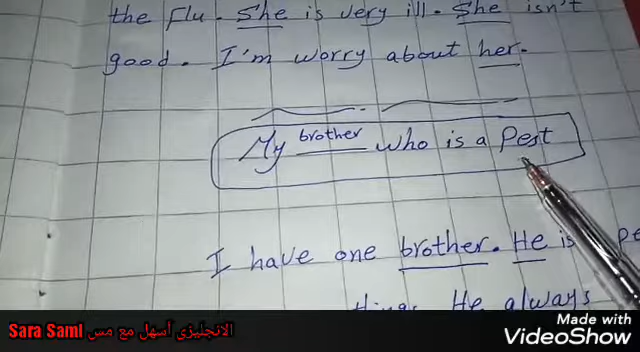 the Flu. She is very ill. She isn't
good. I'm worry about her.
My brother who is a Pest
I have one brother. He is
He always
Sara Sami الانجليزي أسهل مع مس
Made with
VideoShow